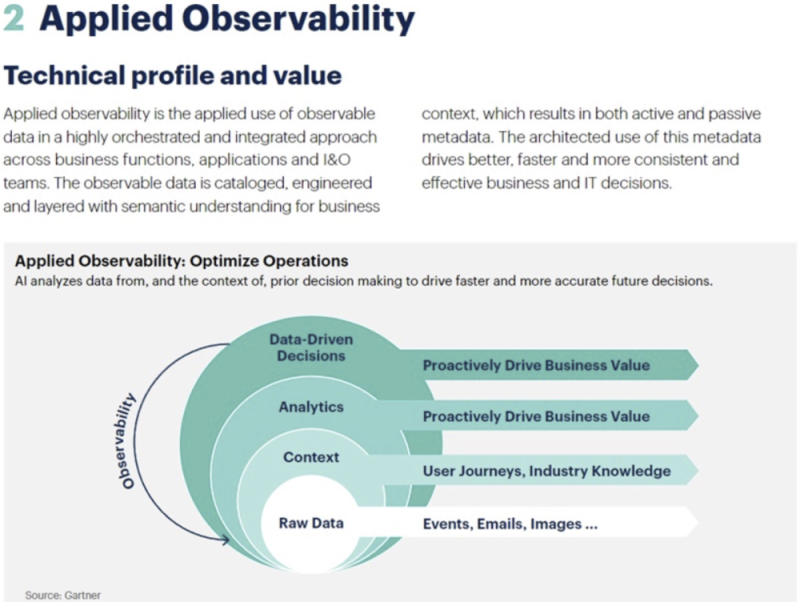 2 Applied Observability
Technical profile and value
Applied observability is the applied use of observable
data in a highly orchestrated and integrated approach
across business functions, applications and I&O
teams. The observable data is cataloged, engineered
and layered with semantic understanding for business
context, which results in both active and passive
metadata. The architected use of this metadata
drives better, faster and more consistent and
effective business and IT decisions.
Applied Observability: Optimize Operations
AI analyzes data from, and the context of, prior decision making to drive faster and more accurate future decisions.
Observability
Data-Driven
Decisions
Proactively Drive Business Value
Analytics
Proactively Drive Business Value
Context
User Journeys, Industry Knowledge
Raw Data
Events, Emails, Images ...
Source: Gartner